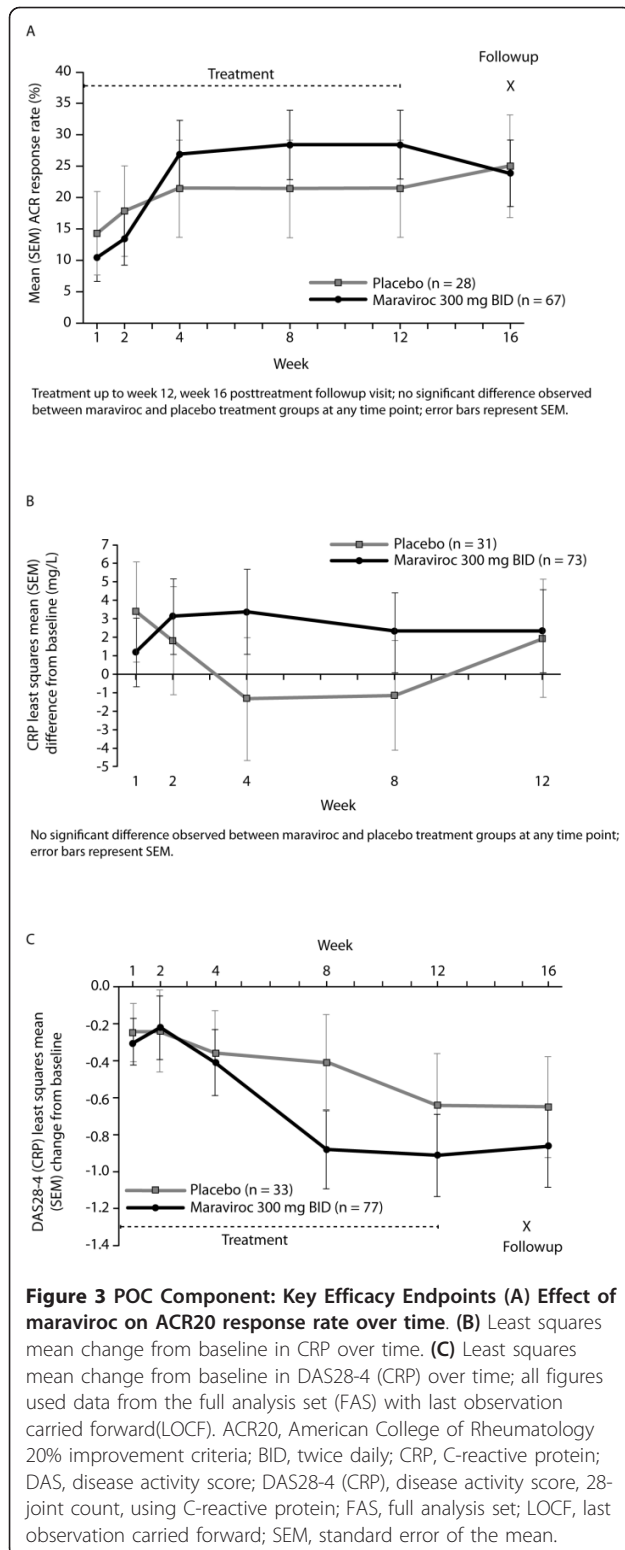 A
Followup
Treatment
X
Mean (SEM) ACR response rate (%)
40
35
30
25
20
15
10
5
0
Placebo (n = 28)
Maraviroc 300 mg BID (n = 67)
1 2 4 8 12 16
Week
Treatment up to week 12, week 16 posttreatment followup visit; no significant difference observed
between maraviroc and placebo treatment groups at any time point; error bars represent SEM.
B
CRP least squares mean (SEM)
difference from baseline (mg/L)
7
6
5
4
3
2
1
0
-1
-2
-3
-4
-5
Placebo (n = 31)
Maraviroc 300 mg BID (n = 73)
1 2 4 8 12
Week
No significant difference observed between maraviroc and placebo treatment groups at any time point;
error bars represent SEM.
C
Week
1 2 4 8 12 16
DAS28-4 (CRP) least squares mean
(SEM) change from baseline
0.0
-0.2
-0.4
-0.6
-0.8
-1.0
-1.2
-1.4
Placebo (n = 33)
Maraviroc 300 mg BID (n = 77)
Treatment
X
Followup
Figure 3 POC Component: Key Efficacy Endpoints (A) Effect of
maraviroc on ACR20 response rate over time. (B) Least squares
mean change from baseline in CRP over time. (C) Least squares
mean change from baseline in DAS28-4 (CRP) over time; all figures
used data from the full analysis set (FAS) with last observation
carried forward(LOCF). ACR20, American College of Rheumatology
20% improvement criteria; BID, twice daily; CRP, C-reactive protein;
DAS, disease activity score; DAS28-4 (CRP), disease activity score, 28-
joint count, using C-reactive protein; FAS, full analysis set; LOCF, last
observation carried forward; SEM, standard error of the mean.